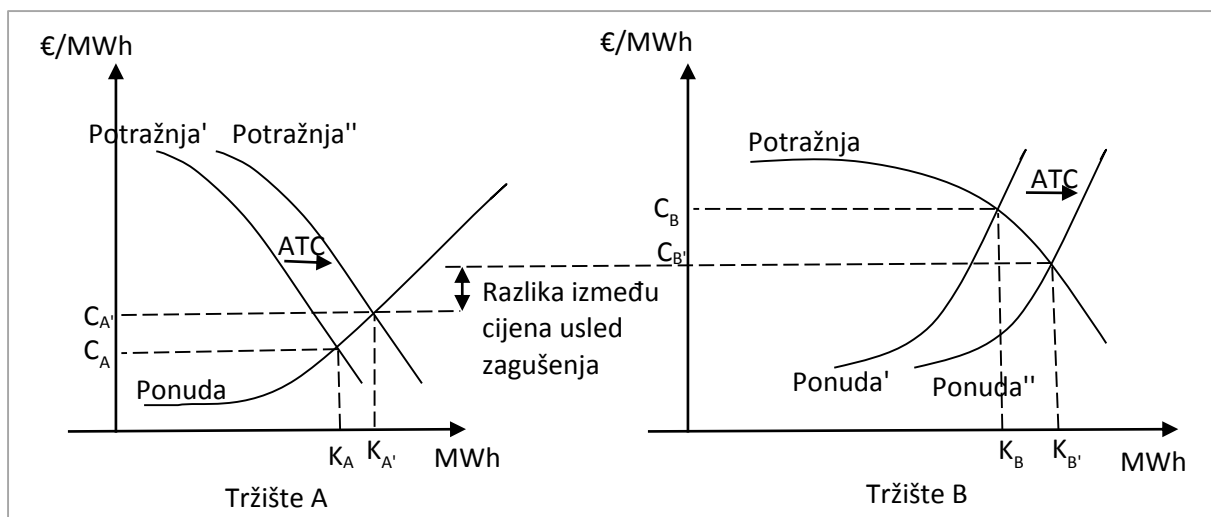 €/MWh
Potražnja' Potražnja''
ATC
C_A'
C_A
Ponuda
K_A K_A' MWh
Tržište A
Razlika između
cijena usled
zagušenja
€/MWh
Potražnja
ATC
C_B
C_B'
Ponuda' Ponuda''
K_B K_B' MWh
Tržište B